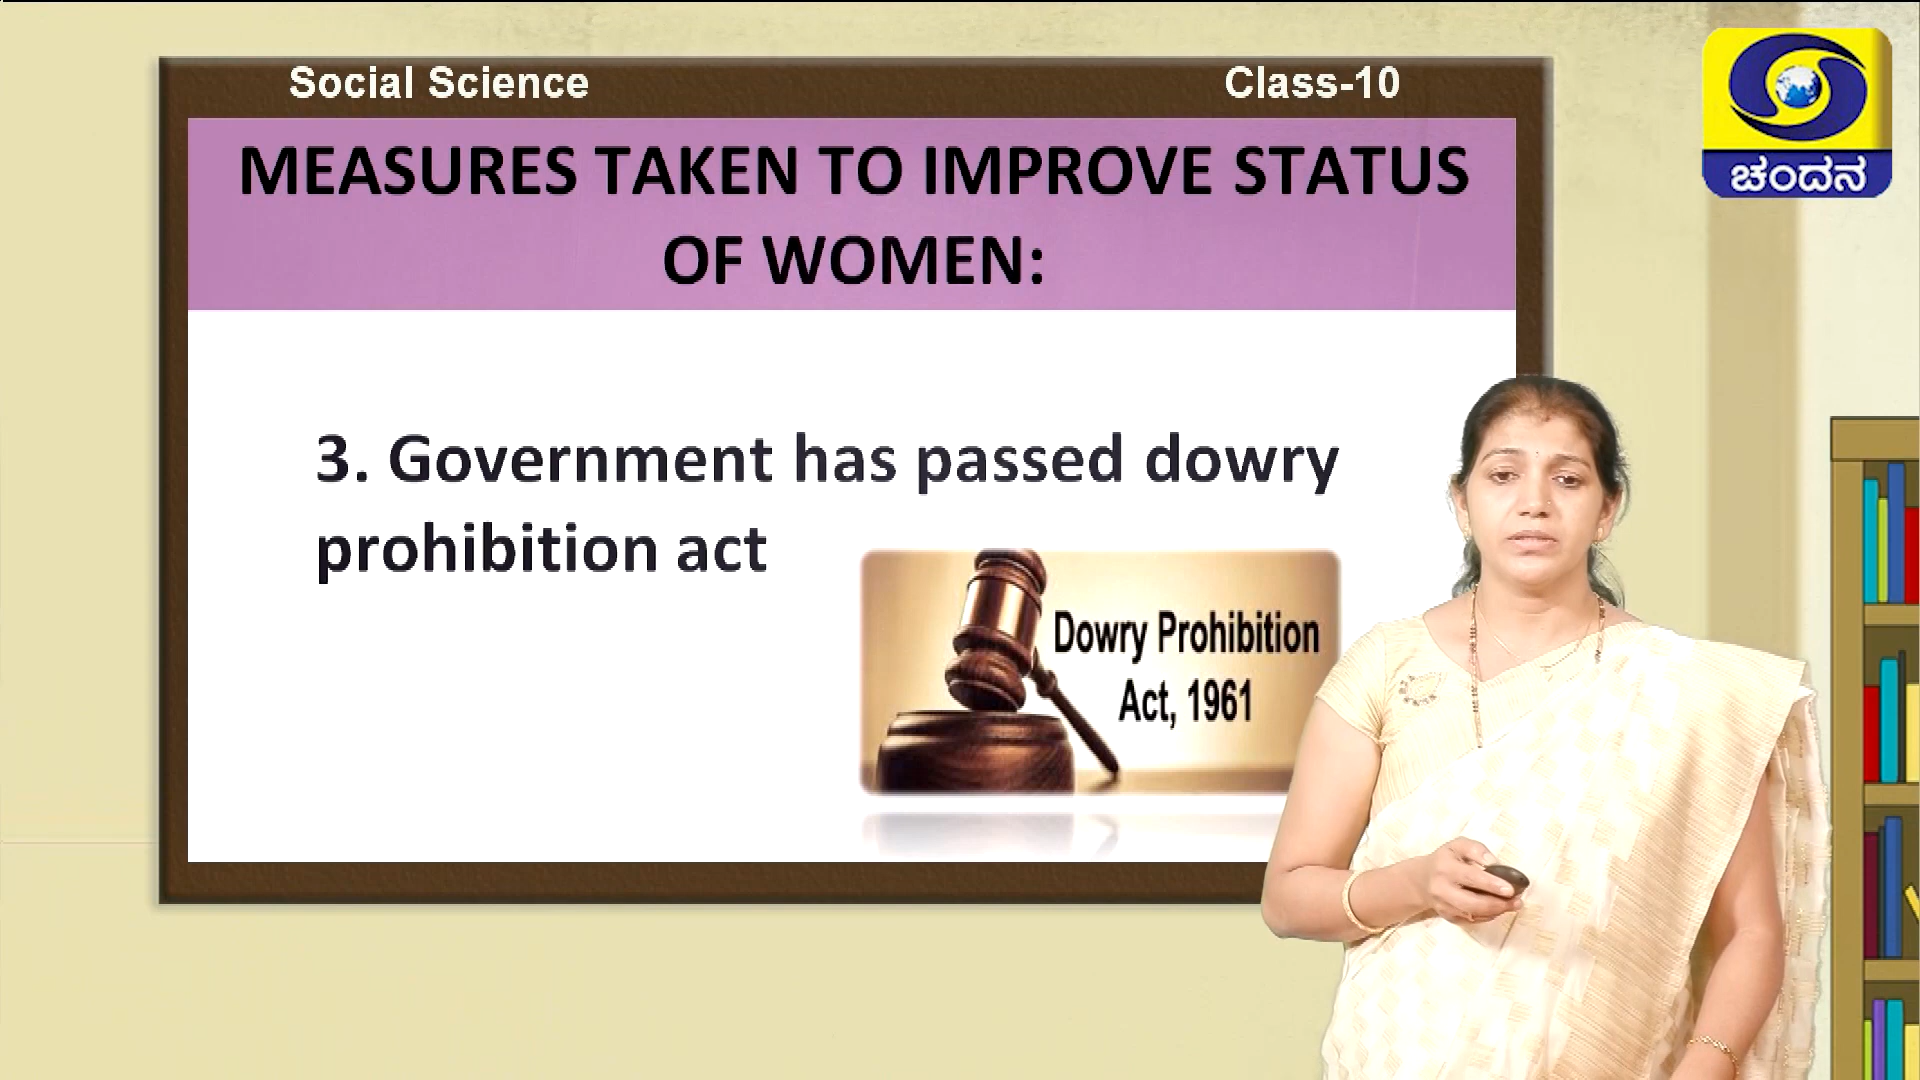 Social Science
Class-10
MEASURES TAKEN TO IMPROVE STATUS
OF WOMEN:
3. Government has passed dowry
prohibition act
Dowry Prohibition
Act, 1961
ಚಂದನ